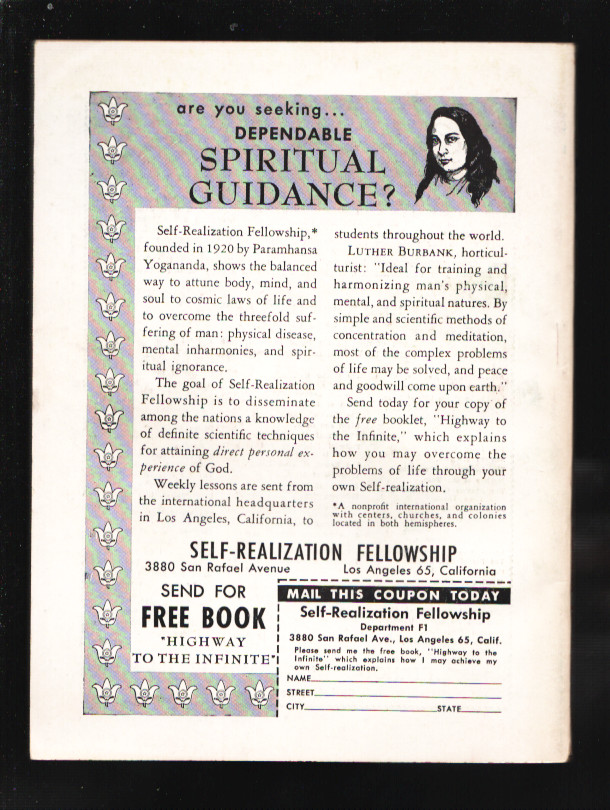 are you seeking...
DEPENDABLE
SPIRITUAL
GUIDANCE?
Self-Realization Fellowship,*
founded in 1920 by Paramhansa
Yogananda, shows the balanced
way to attune body, mind, and
soul to cosmic laws of life and
to overcome the threefold suf-
fering of man: physical disease,
mental inharmonies, and spir-
itual ignorance.
The goal of Self-Realization
Fellowship is to disseminate
among the nations a knowledge
of definite scientific techniques
for attaining direct personal ex-
perience of God.
Weekly lessons are sent from
the international headquarters
in Los Angeles, California, to
students throughout the world.
LUTHER BURBANK, horticul-
turist: "Ideal for training and
harmonizing man's physical,
mental, and spiritual natures. By
simple and scientific methods of
concentration and meditation,
most of the complex problems
of life may be solved, and peace
and goodwill come upon earth."
Send today for your copy of
the free booklet, "Highway to
the Infinite," which explains
how you may overcome the
problems of life through your
own Self-realization.
*A nonprofit international organization
with centers, churches, and colonies
located in both hemispheres.
SELF-REALIZATION FELLOWSHIP
3880 San Rafael Avenue Los Angeles 65, California
SEND FOR
FREE BOOK
"HIGHWAY
TO THE INFINITE"
MAIL THIS COUPON TODAY
Self-Realization Fellowship
Department F1
3880 San Rafael Ave., Los Angeles 65, Calif.
Please send me the free book, "Highway to the
Infinite" which explains how I may achieve my
own Self-realization.
NAME
STREET
CITY STATE